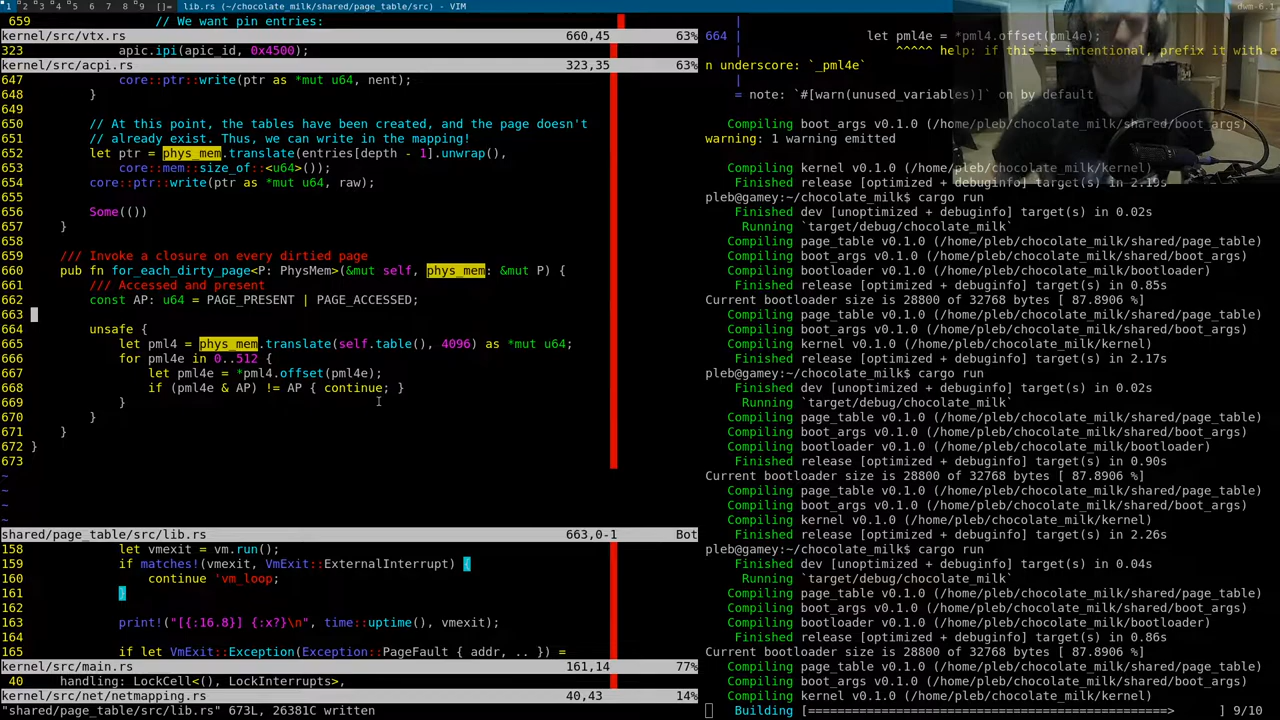 1 2 3 4 5 6 7 8 9 []= lib.rs (~/chocolate_milk/shared/page_table/src) - VIM dwm-6.1
659 // We want pin entries:
kernel/src/vtx.rs 660,45 63%
323 apic.ipi(apic_id, 0x4500);
kernel/src/acpi.rs 323,35 63%
647 core::ptr::write(ptr as *mut u64, nent);
648 }
649
650 // At this point, the tables have been created, and the page doesn't
651 // already exist. Thus, we can write in the mapping!
652 let ptr = phys_mem.translate(entries[depth - 1].unwrap(),
653 core::mem::size_of::<u64>());
654 core::ptr::write(ptr as *mut u64, raw);
655
656 Some(())
657 }
658
659 /// Invoke a closure on every dirtied page
660 pub fn for_each_dirty_page<P: PhysMem>(&mut self, phys_mem: &mut P) {
661 /// Accessed and present
662 const AP: u64 = PAGE_PRESENT | PAGE_ACCESSED;
663
664 unsafe {
665 let pml4 = phys_mem.translate(self.table(), 4096) as *mut u64;
666 for pml4e in 0..512 {
667 let pml4e = *pml4.offset(pml4e);
668 if (pml4e & AP) != AP { continue; }
669 }
670 }
671 }
672 }
673
~
~
~
~
shared/page_table/src/lib.rs 663,0-1 Bot
158 let vmexit = vm.run();
159 if matches!(vmexit, VmExit::ExternalInterrupt) {
160 continue 'vm_loop;
161 }
162
163 print!("[{:16.8}] {:x?}\n", time::uptime(), vmexit);
164
165 if let VmExit::Exception(Exception::PageFault { addr, .. }) =
kernel/src/main.rs 161,14 77%
40 handling: LockCell<(), LockInterrupts>,
kernel/src/net/netmapping.rs 40,43 14%
"shared/page_table/src/lib.rs" 673L, 26381C written
|
664 | let pml4e = *pml4.offset(pml4e);
| ^^^^^ help: if this is intentional, prefix it with a
n underscore: `_pml4e`
|
= note: `#[warn(unused_variables)]` on by default
Compiling boot_args v0.1.0 (/home/pleb/chocolate_milk/shared/boot_args)
warning: 1 warning emitted
Compiling kernel v0.1.0 (/home/pleb/chocolate_milk/kernel)
Finished release [optimized + debuginfo] target(s) in 2.19s
pleb@gamey:~/chocolate_milk$ cargo run
Finished dev [unoptimized + debuginfo] target(s) in 0.02s
Running `target/debug/chocolate_milk`
Compiling page_table v0.1.0 (/home/pleb/chocolate_milk/shared/page_table)
Compiling boot_args v0.1.0 (/home/pleb/chocolate_milk/shared/boot_args)
Compiling bootloader v0.1.0 (/home/pleb/chocolate_milk/bootloader)
Finished release [optimized + debuginfo] target(s) in 0.85s
Current bootloader size is 28800 of 32768 bytes [ 87.8906 %]
Compiling page_table v0.1.0 (/home/pleb/chocolate_milk/shared/page_table)
Compiling boot_args v0.1.0 (/home/pleb/chocolate_milk/shared/boot_args)
Compiling kernel v0.1.0 (/home/pleb/chocolate_milk/kernel)
Finished release [optimized + debuginfo] target(s) in 2.17s
pleb@gamey:~/chocolate_milk$ cargo run
Finished dev [unoptimized + debuginfo] target(s) in 0.02s
Running `target/debug/chocolate_milk`
Compiling page_table v0.1.0 (/home/pleb/chocolate_milk/shared/page_table)
Compiling boot_args v0.1.0 (/home/pleb/chocolate_milk/shared/boot_args)
Compiling bootloader v0.1.0 (/home/pleb/chocolate_milk/bootloader)
Finished release [optimized + debuginfo] target(s) in 0.90s
Current bootloader size is 28800 of 32768 bytes [ 87.8906 %]
Compiling page_table v0.1.0 (/home/pleb/chocolate_milk/shared/page_table)
Compiling boot_args v0.1.0 (/home/pleb/chocolate_milk/shared/boot_args)
Compiling kernel v0.1.0 (/home/pleb/chocolate_milk/kernel)
Finished release [optimized + debuginfo] target(s) in 2.26s
pleb@gamey:~/chocolate_milk$ cargo run
Finished dev [unoptimized + debuginfo] target(s) in 0.04s
Running `target/debug/chocolate_milk`
Compiling page_table v0.1.0 (/home/pleb/chocolate_milk/shared/page_table)
Compiling boot_args v0.1.0 (/home/pleb/chocolate_milk/shared/boot_args)
Compiling bootloader v0.1.0 (/home/pleb/chocolate_milk/bootloader)
Finished release [optimized + debuginfo] target(s) in 0.86s
Current bootloader size is 28800 of 32768 bytes [ 87.8906 %]
Compiling page_table v0.1.0 (/home/pleb/chocolate_milk/shared/page_table)
Compiling boot_args v0.1.0 (/home/pleb/chocolate_milk/shared/boot_args)
Compiling kernel v0.1.0 (/home/pleb/chocolate_milk/kernel)
Building [=================================================> ] 9/10